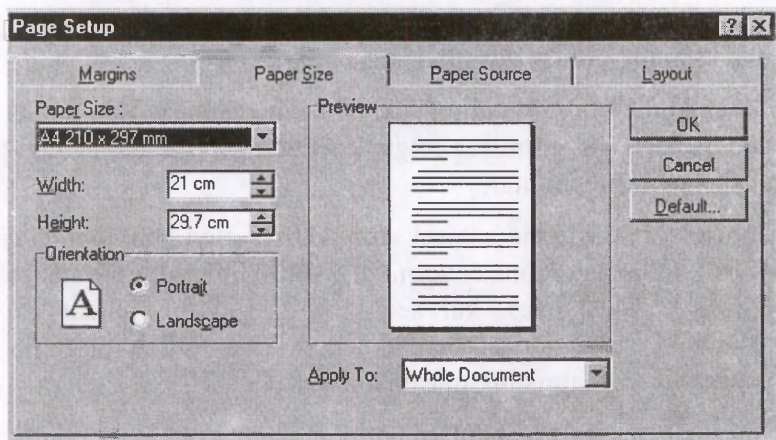 Page Setup
Margins Paper Size Paper Source Layout
Paper Size :
A4 210 x 297 mm
Width: 21 cm
Height: 29.7 cm
Orientation
A
Portrait
Landscape
Preview
Apply To: Whole Document
OK
Cancel
Default...